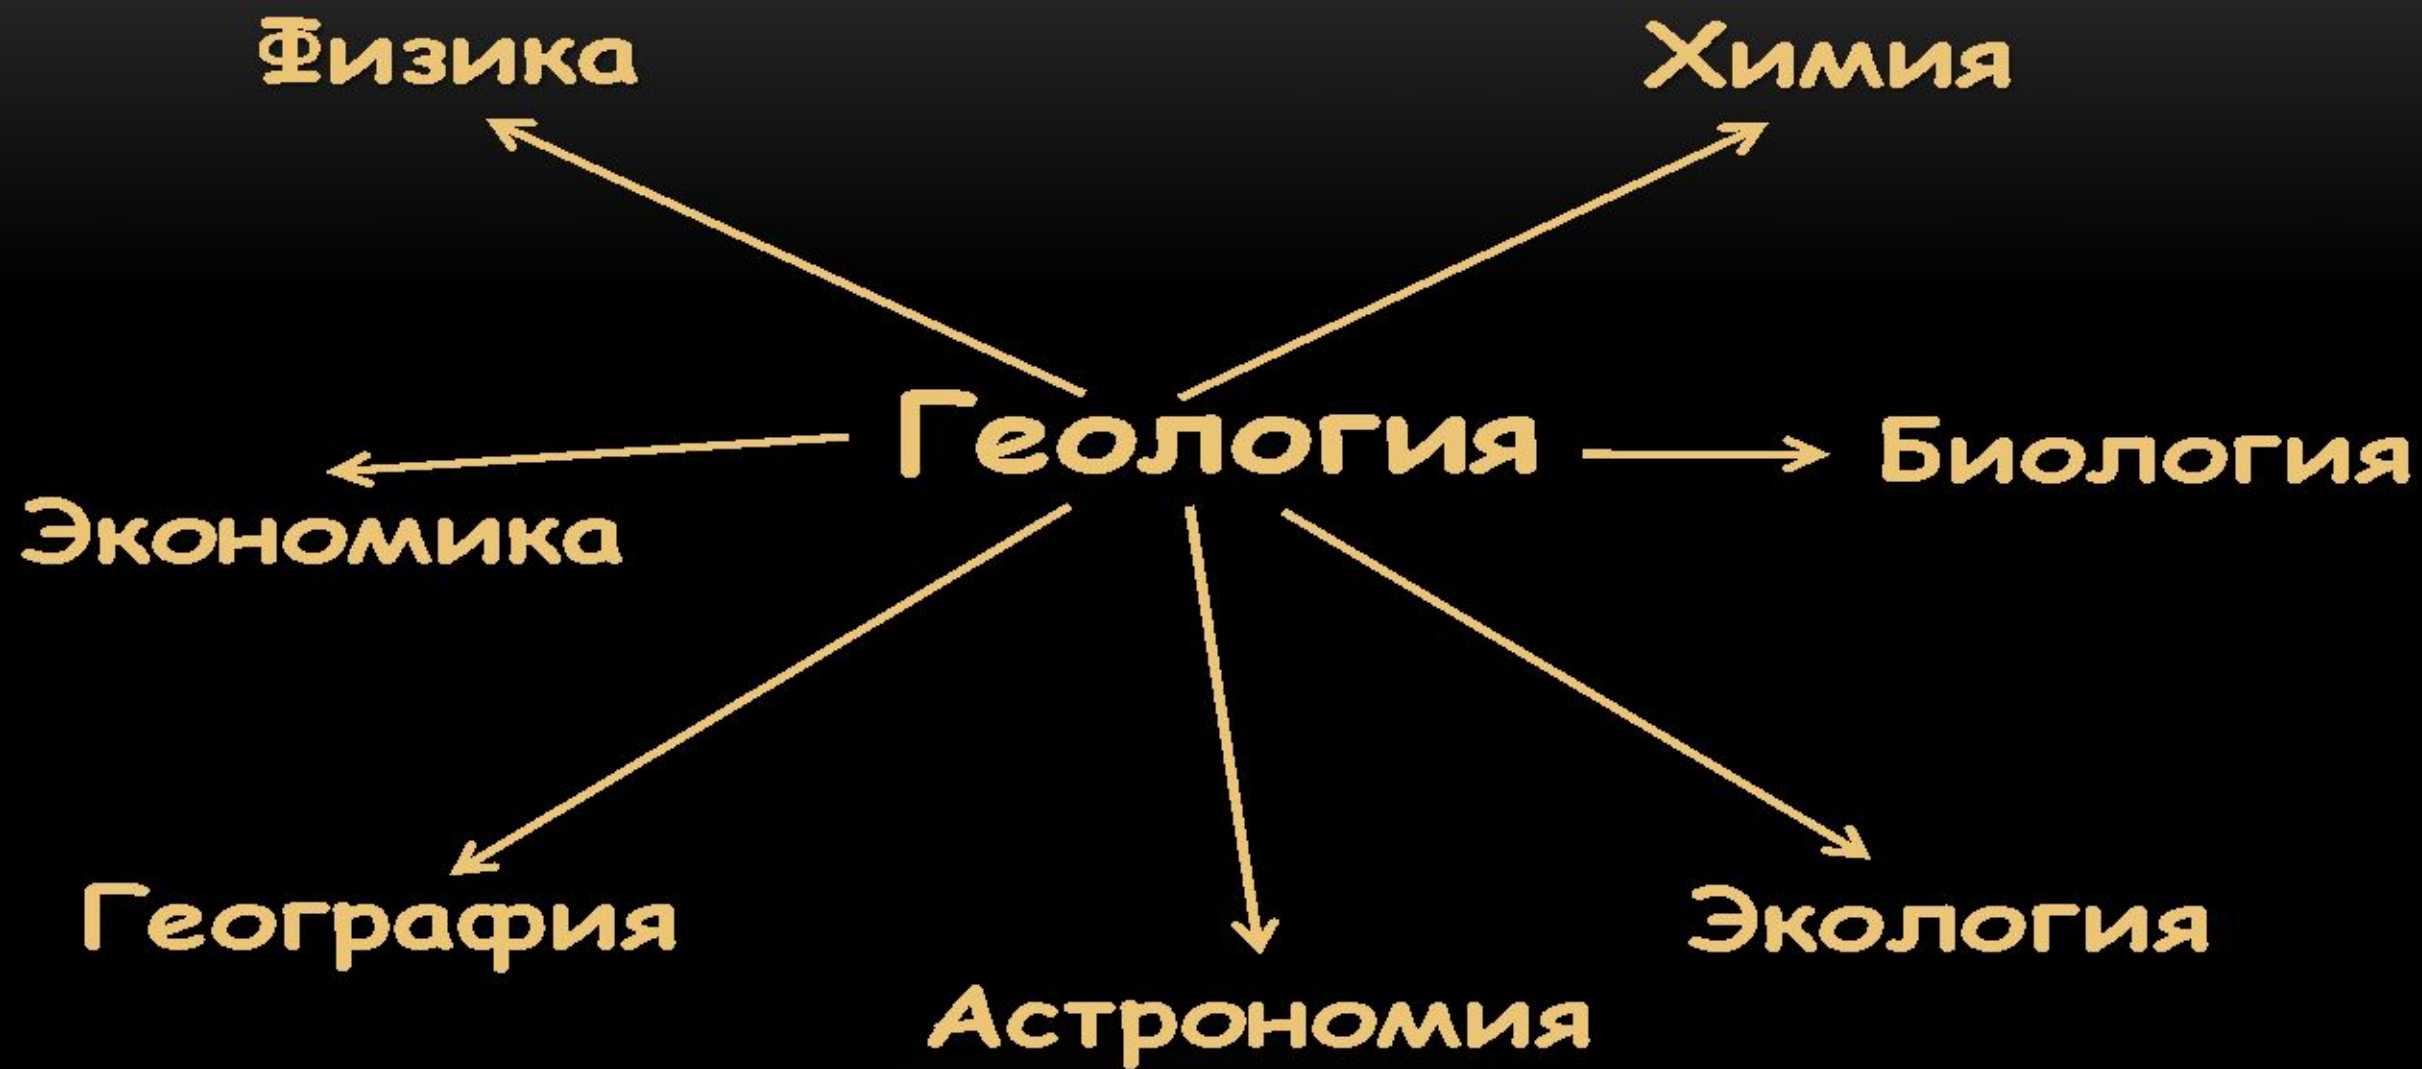 Физика
Химия
Геология
Биология
Экономика
География
Экология
Астрономия